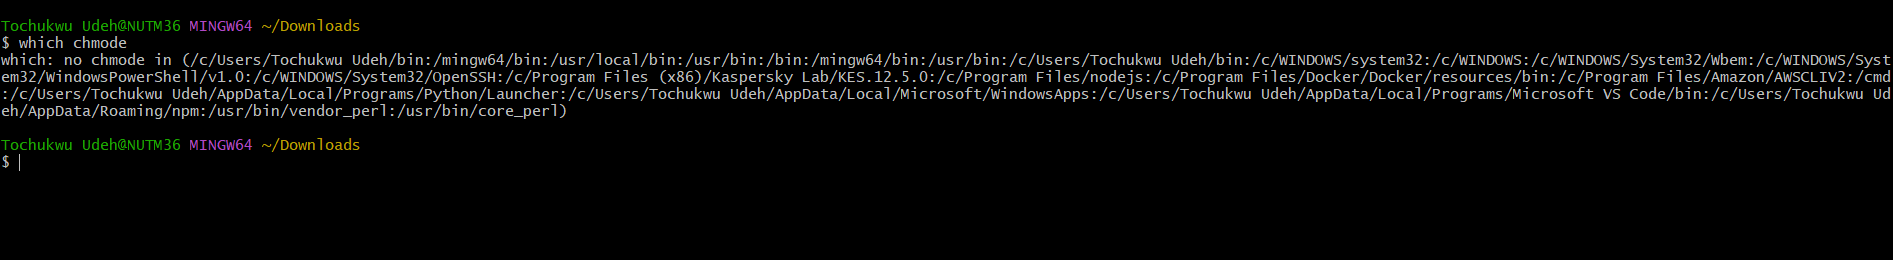 Tochukwu Udeh@NUTM36 MINGW64 ~/Downloads
$ which chmode
which: no chmode in (/c/Users/Tochukwu Udeh/bin:/mingw64/bin:/usr/local/bin:/usr/bin:/bin:/mingw64/bin:/usr/bin:/c/Users/Tochukwu Udeh/bin:/c/WINDOWS/system32:/c/WINDOWS:/c/WINDOWS/System32/Wbem:/c/WINDOWS/Syst
em32/WindowsPowerShell/v1.0:/c/WINDOWS/System32/OpenSSH:/c/Program Files (x86)/Kaspersky Lab/KES.12.5.0:/c/Program Files/nodejs:/c/Program Files/Docker/Docker/resources/bin:/c/Program Files/Amazon/AWSCLIV2:/cmd
:/c/Users/Tochukwu Udeh/AppData/Local/Programs/Python/Launcher:/c/Users/Tochukwu Udeh/AppData/Local/Microsoft/WindowsApps:/c/Users/Tochukwu Udeh/AppData/Local/Programs/Microsoft VS Code/bin:/c/Users/Tochukwu Ud
eh/AppData/Roaming/npm:/usr/bin/vendor_perl:/usr/bin/core_perl)
Tochukwu Udeh@NUTM36 MINGW64 ~/Downloads
$